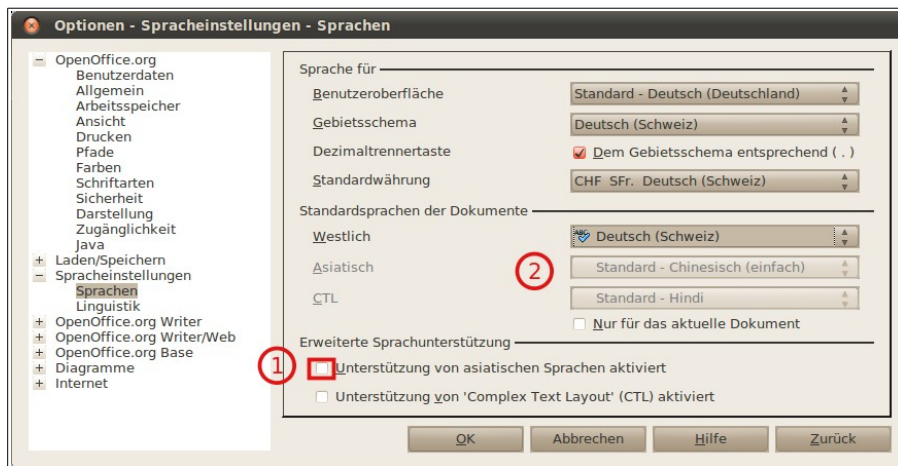 Optionen - Spracheinstellungen - Sprachen
OpenOffice.org
Benutzerdaten
Allgemein
Arbeitsspeicher
Ansicht
Drucken
Pfade
Farben
Schriftarten
Sicherheit
Darstellung
Zugänglichkeit
Java
Laden/Speichern
Spracheinstellungen
Sprachen
Linguistik
OpenOffice.org Writer
OpenOffice.org Writer/Web
OpenOffice.org Base
Diagramme
Internet
Sprache für
Benutzeroberfläche Standard - Deutsch (Deutschland)
Gebietsschema Deutsch (Schweiz)
Dezimaltrennertaste Dem Gebietsschema entsprechend ( . )
Standardwährung CHF SFr. Deutsch (Schweiz)
Standardsprachen der Dokumente
Westlich ABC Deutsch (Schweiz)
Asiatisch 2 Standard - Chinesisch (einfach)
CTL Standard - Hindi
Nur für das aktuelle Dokument
Erweiterte Sprachunterstützung
1 Unterstützung von asiatischen Sprachen aktiviert
Unterstützung von 'Complex Text Layout' (CTL) aktiviert
OK Abbrechen Hilfe Zurück